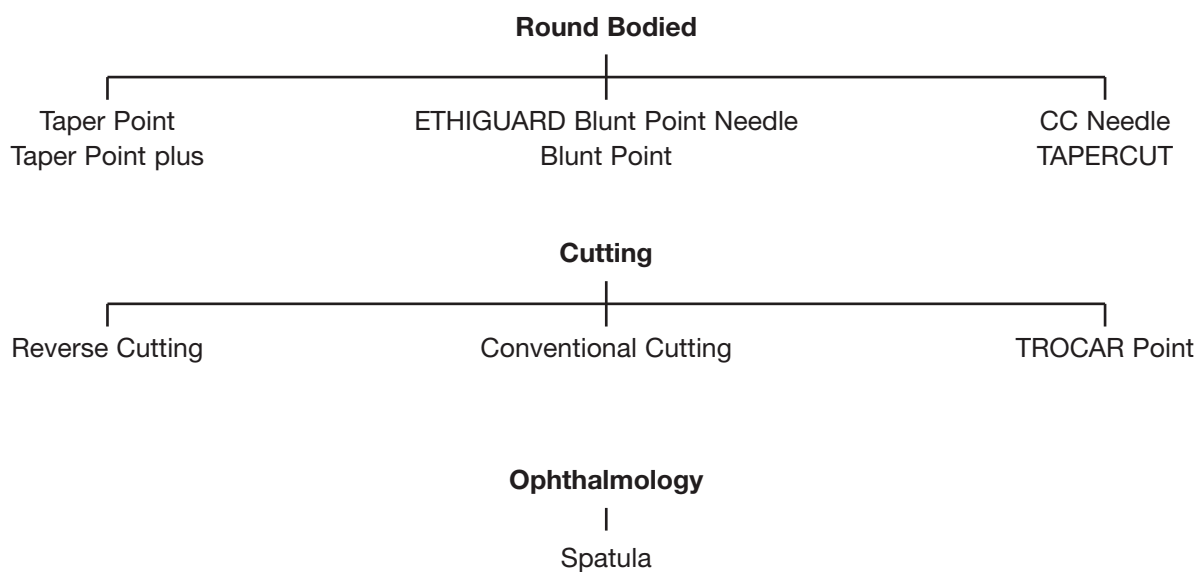 Round Bodied
Taper Point
Taper Point plus
ETHIGUARD Blunt Point Needle
Blunt Point
CC Needle
TAPERCUT
Cutting
Reverse Cutting
Conventional Cutting
TROCAR Point
Ophthalmology
Spatula